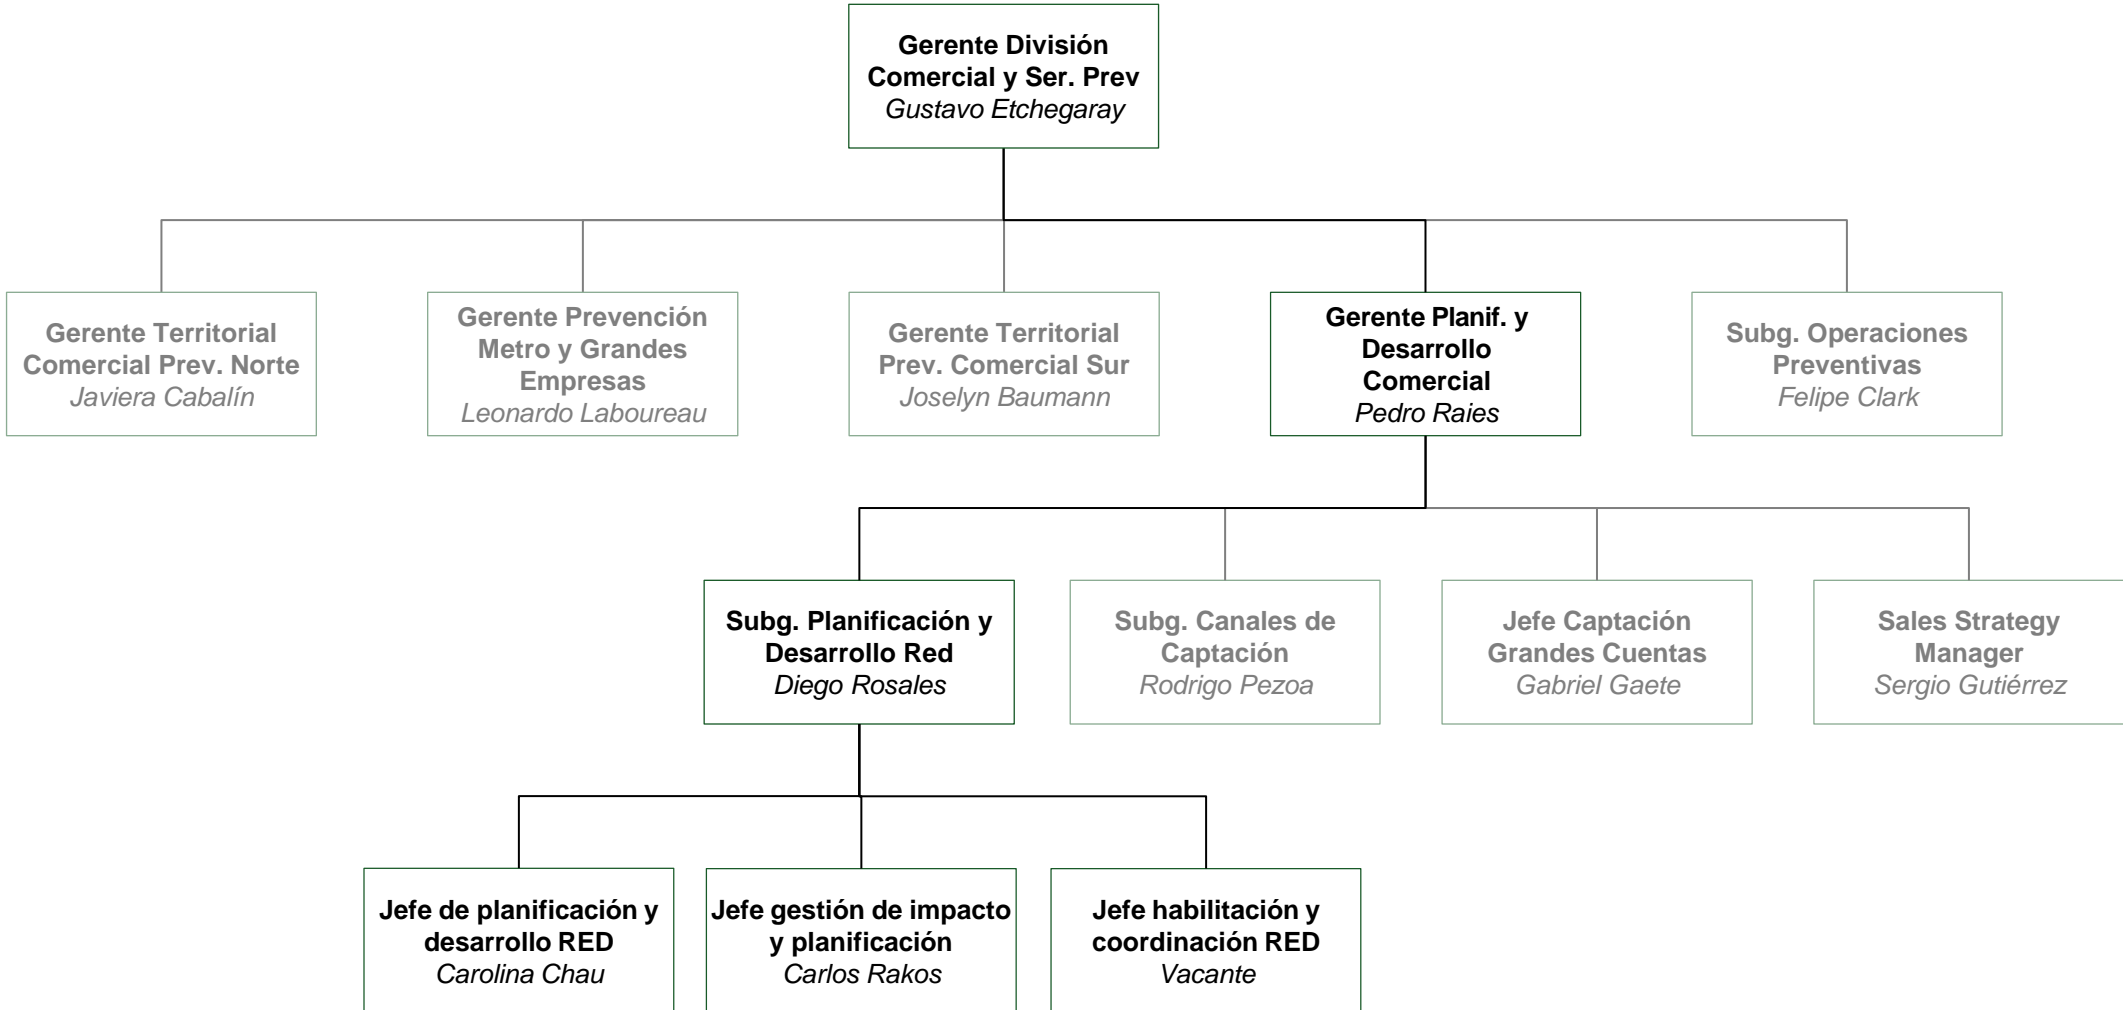 Gerente División
Comercial y Ser. Prev
Gustavo Etchegaray
Gerente Territorial
Comercial Prev. Norte
Javiera Cabalín
Gerente Prevención
Metro y Grandes
Empresas
Leonardo Laboureau
Gerente Territorial
Prev. Comercial Sur
Joselyn Baumann
Gerente Planif. y
Desarrollo
Comercial
Pedro Raies
Subg. Operaciones
Preventivas
Felipe Clark
Subg. Planificación y
Desarrollo Red
Diego Rosales
Subg. Canales de
Captación
Rodrigo Pezoa
Jefe Captación
Grandes Cuentas
Gabriel Gaete
Sales Strategy
Manager
Sergio Gutiérrez
Jefe de planificación y
desarrollo RED
Carolina Chau
Jefe gestión de impacto
y planificación
Carlos Rakos
Jefe habilitación y
coordinación RED
Vacante